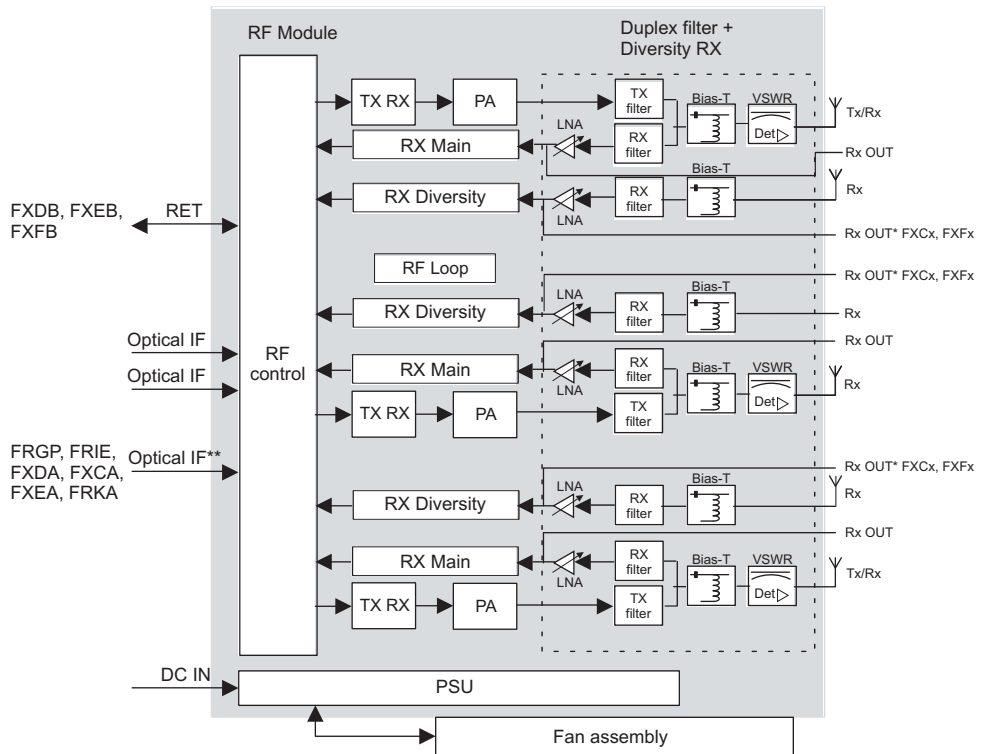 RF Module
Duplex filter +
Diversity RX
TX RX
PA
TX
filter
Bias-T
VSWR
Det
Tx/Rx
LNA
RX Main
RX
filter
Rx OUT
Bias-T
RX Diversity
LNA
RX
filter
Rx
FXDB, FXEB,
FXFB
RET
Rx OUT* FXCx, FXFx
RF Loop
Rx OUT* FXCx, FXFx
LNA
Bias-T
RX Diversity
RX
filter
Rx
Optical IF
Rx OUT
RF
control
RX Main
LNA
RX
filter
Bias-T
VSWR
Det
Rx
Optical IF
TX RX
PA
TX
filter
FRGP, FRIE,
FXDA, FXCA,
FXEA, FRKA
Optical IF**
Rx OUT* FXCx, FXFx
LNA
Bias-T
Rx
RX Diversity
RX
filter
Rx OUT
RX Main
LNA
RX
filter
Bias-T
VSWR
Det
Tx/Rx
TX RX
PA
TX
filter
DC IN
PSU
Fan assembly